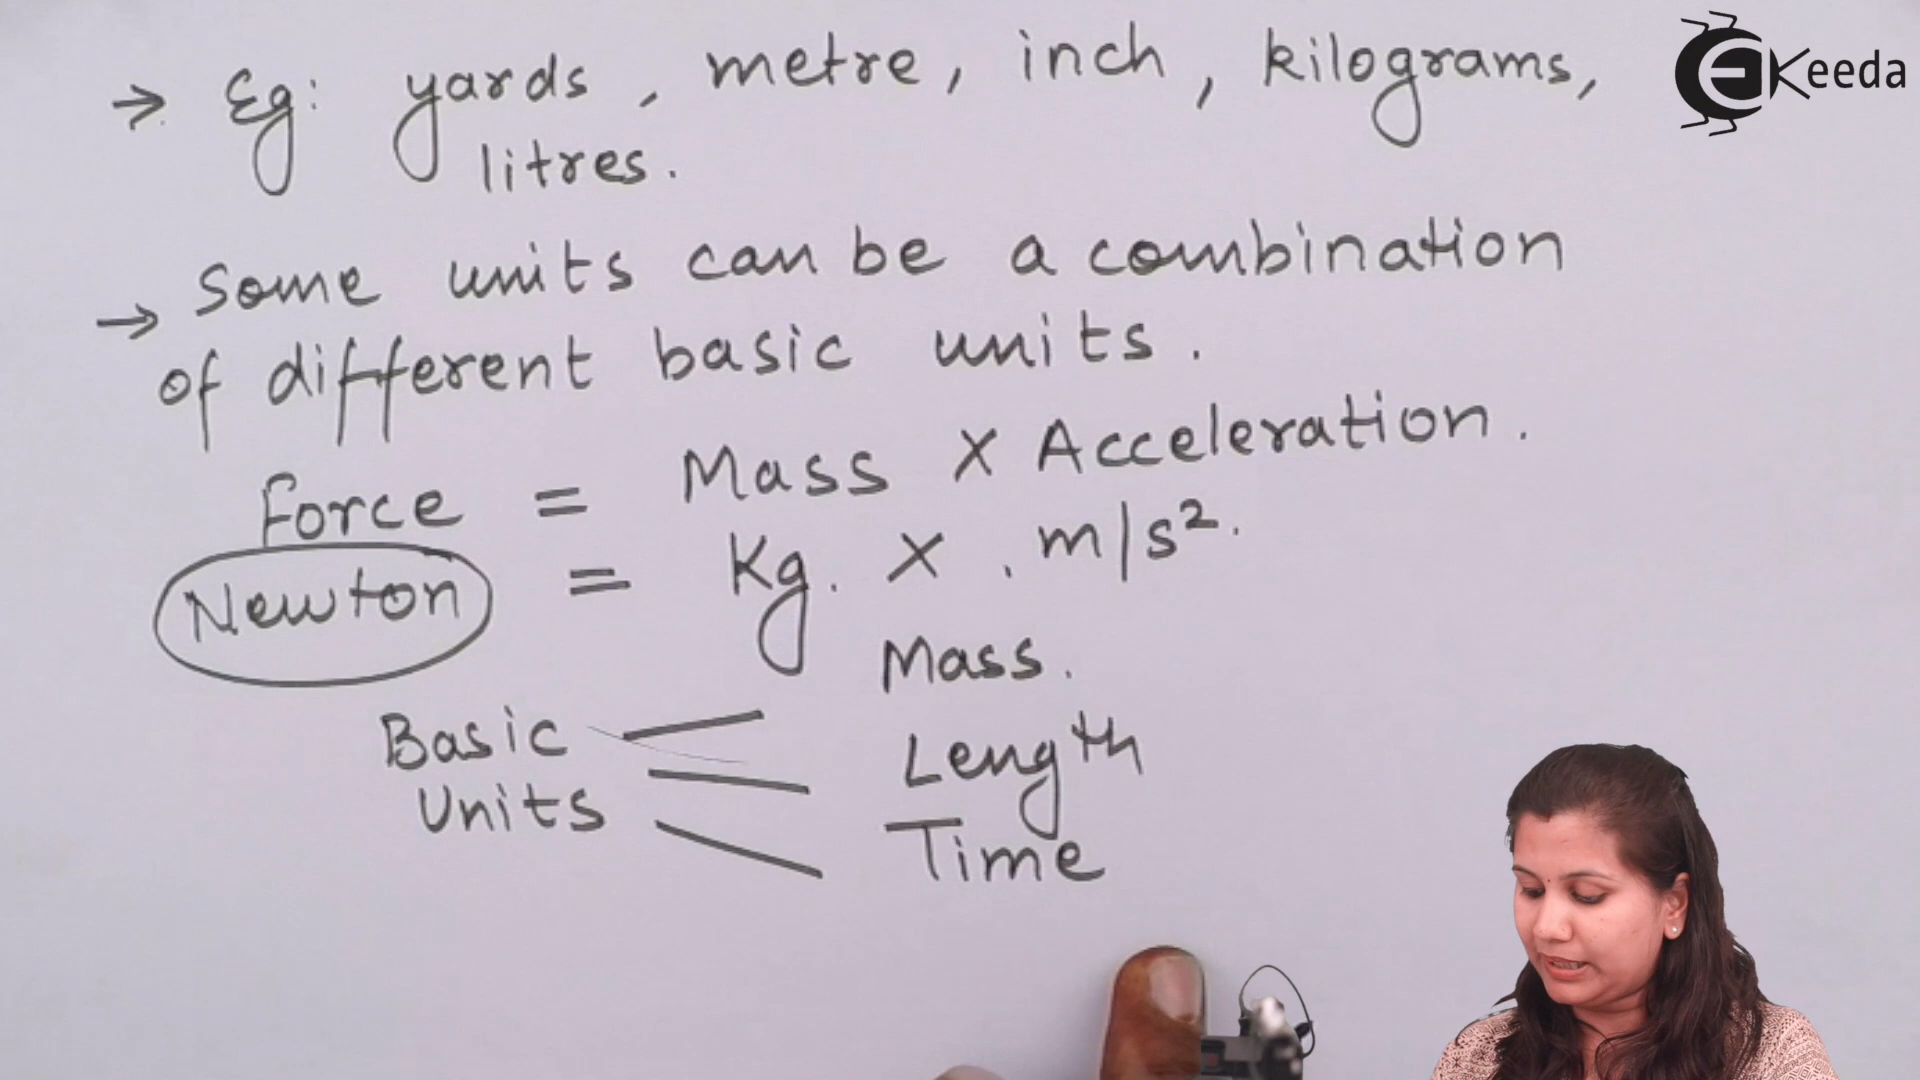 → Eg: yards, metre, inch, kilograms,
litres.
→ Some units can be a combination
of different basic units.
Force = Mass X Acceleration.
Newton = Kg. X . m/s².
Mass.
Basic Length
Units Time
EKeeda